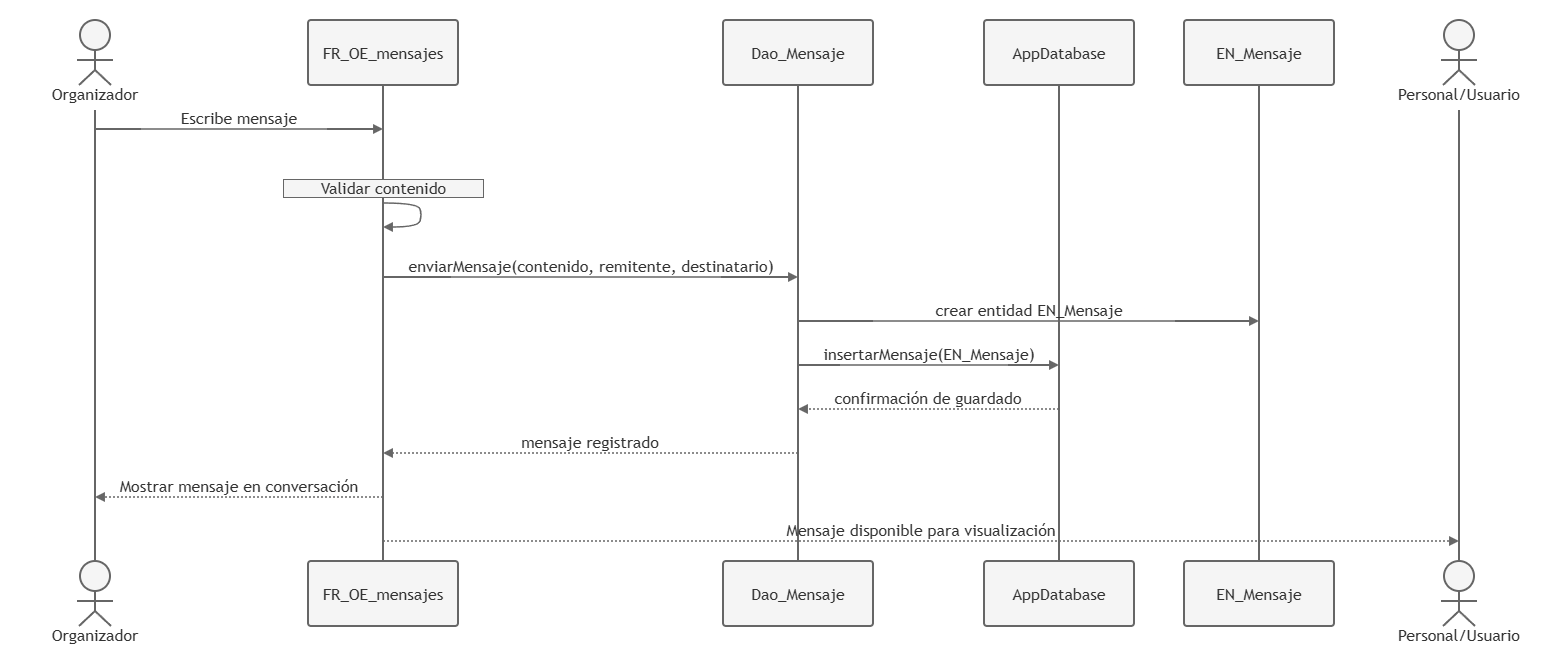 FR_OE_mensajes
Dao_Mensaje
AppDatabase
EN_Mensaje
Organizador
Personal/Usuario
Escribe mensaje
Validar contenido
enviarMensaje(contenido, remitente, destinatario)
crear entidad EN_Mensaje
insertarMensaje(EN_Mensaje)
confirmación de guardado
mensaje registrado
Mostrar mensaje en conversación
Mensaje disponible para visualización
FR_OE_mensajes
Dao_Mensaje
AppDatabase
EN_Mensaje
Organizador
Personal/Usuario